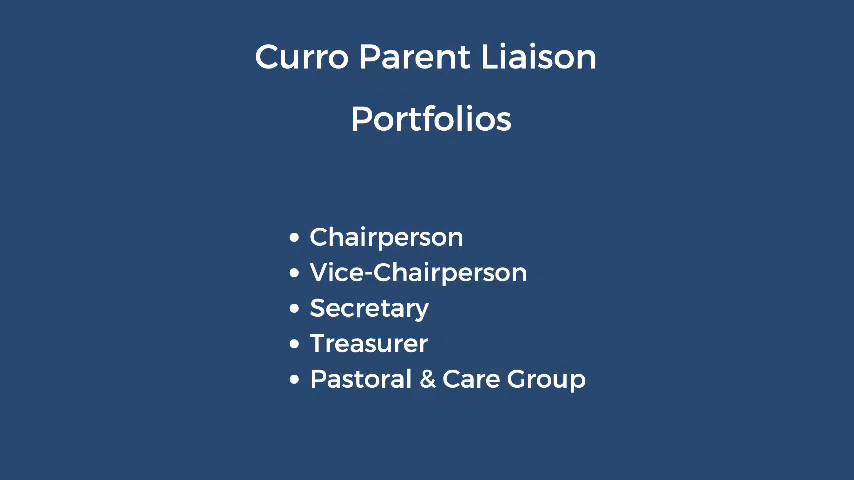 Curro Parent Liaison
Portfolios
• Chairperson
• Vice-Chairperson
• Secretary
• Treasurer
• Pastoral & Care Group